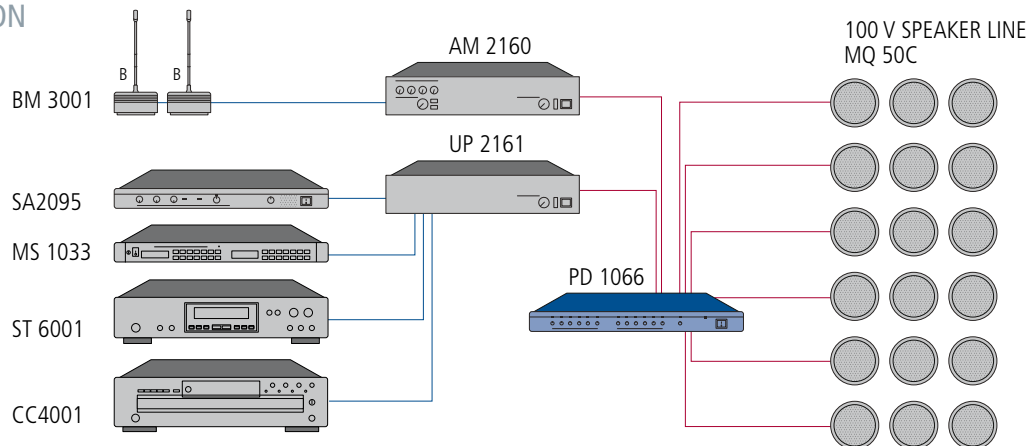 ON
AM 2160
100 V SPEAKER LINE
MQ 50C
B
B
BM 3001
UP 2161
SA2095
MS 1033
PD 1066
ST 6001
CC4001